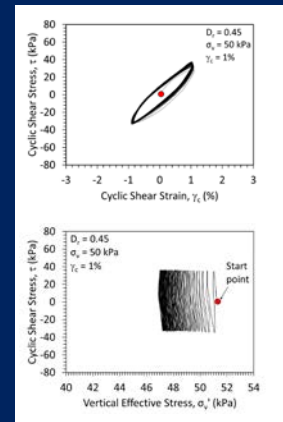 80
60
40
20
0
-20
-40
-60
-80
Cyclic Shear Stress, τ (kPa)
Dᵣ = 0.45
σᵥ = 50 kPa
γ꜀ = 1%
-3 -2 -1 0 1 2 3
Cyclic Shear Strain, γ꜀ (%)
80
60
40
20
0
-20
-40
-60
-80
Cyclic Shear Stress, τ (kPa)
Dᵣ = 0.45
σᵥ = 50 kPa
γ꜀ = 1%
Start
point
40 42 44 46 48 50 52 54
Vertical Effective Stress, σᵥ' (kPa)